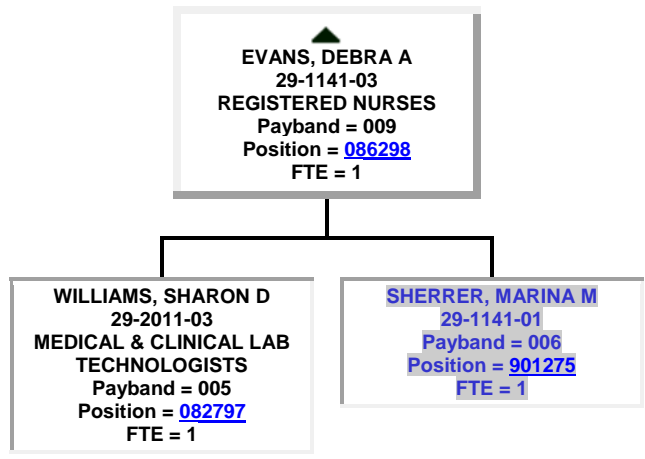 EVANS, DEBRA A
29-1141-03
REGISTERED NURSES
Payband = 009
Position = 086298
FTE = 1
WILLIAMS, SHARON D
29-2011-03
MEDICAL & CLINICAL LAB
TECHNOLOGISTS
Payband = 005
Position = 082797
FTE = 1
SHERRER, MARINA M
29-1141-01
Payband = 006
Position = 901275
FTE = 1